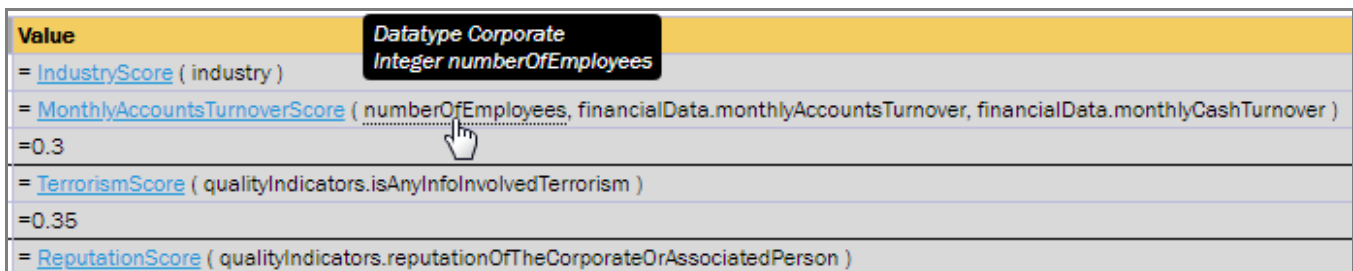 Value
Datatype Corporate
Integer numberOfEmployees
= IndustryScore ( industry )
= MonthlyAccountsTurnoverScore ( numberOfEmployees, financialData.monthlyAccountsTurnover, financialData.monthlyCashTurnover )
=0.3
= TerrorismScore ( qualityIndicators.isAnyInfoInvolvedTerrorism )
=0.35
= ReputationScore ( qualityIndicators.reputationOfTheCorporateOrAssociatedPerson )